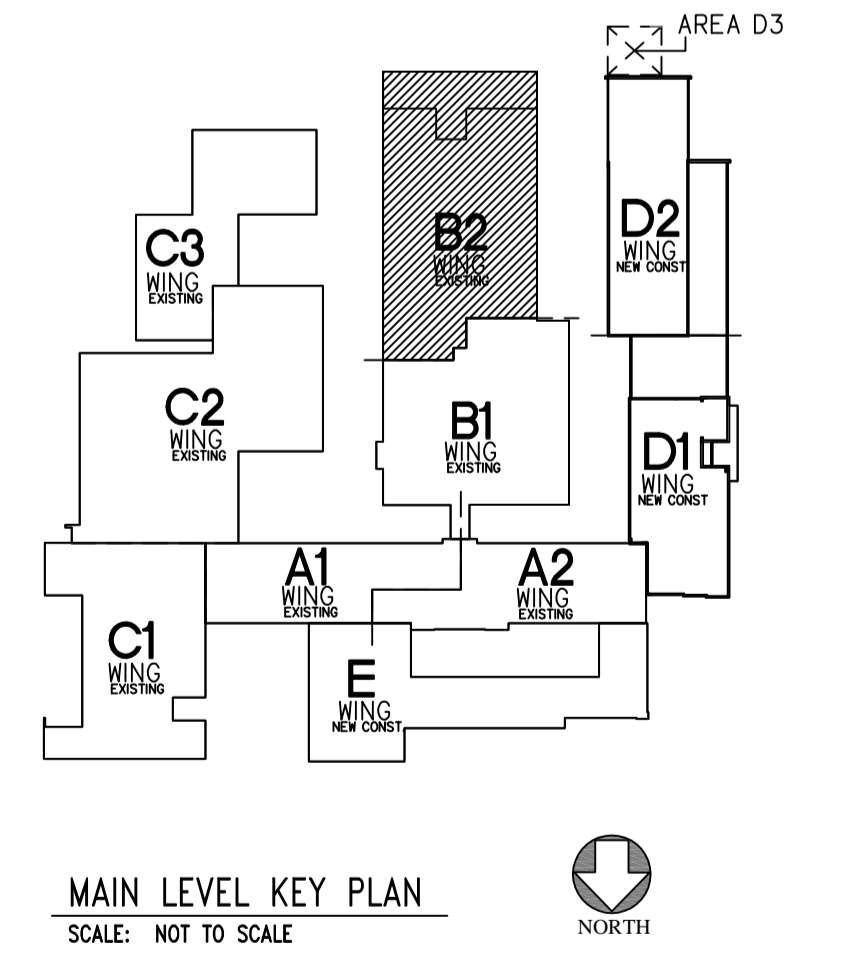 AREA D3
B2
WING
EXISTING
D2
WING
NEW CONST
C3
WING
EXISTING
C2
WING
EXISTING
B1
WING
EXISTING
D1
WING
NEW CONST
A1
WING
EXISTING
A2
WING
EXISTING
C1
WING
EXISTING
E
WING
NEW CONST.
MAIN LEVEL KEY PLAN
SCALE: NOT TO SCALE
NORTH